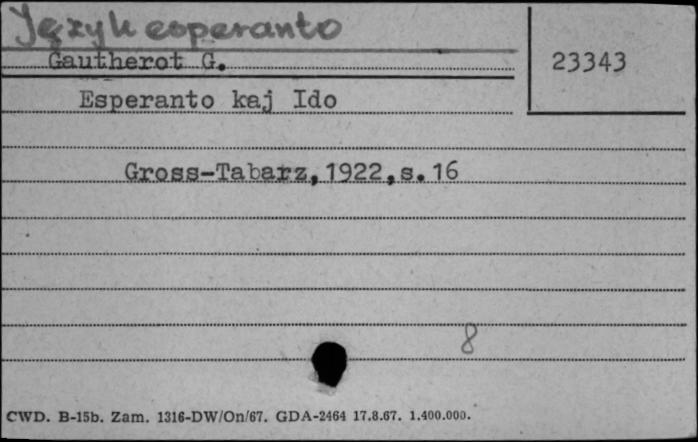 Język esperanto
Gautherot G.
23343
Esperanto kaj Ido
Gross-Tabarz, 1922, s. 16
8
CWD. B-15b. Zam. 1316-DW/On/67. GDA-2464 17.8.67. 1.400.000.